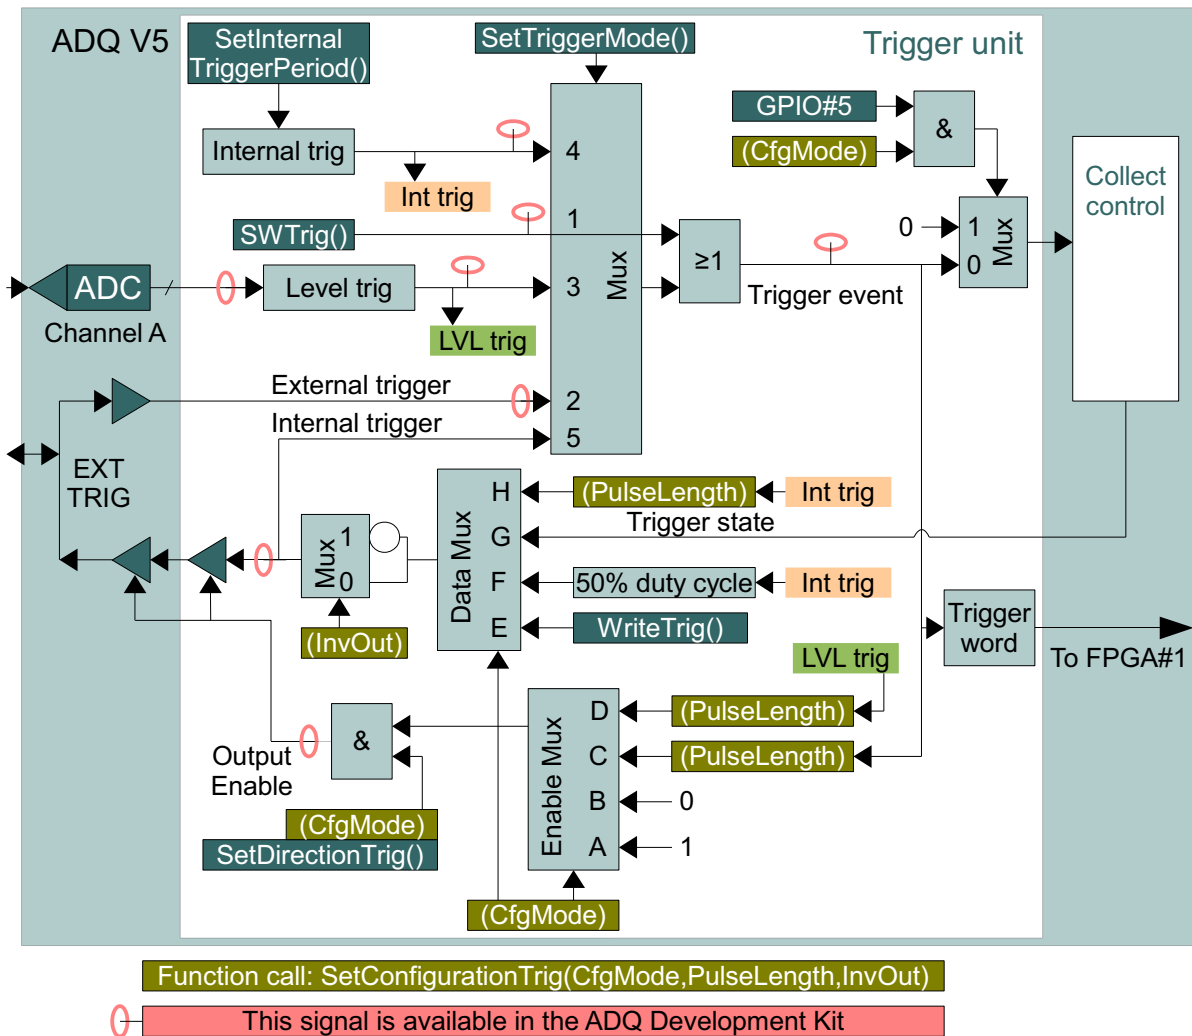 ADQ V5
SetInternal
TriggerPeriod()
SetTriggerMode()
Trigger unit
GPIO#5
(CfgMode)
&
Internal trig
Int trig
4
Collect
control
SWTrig()
1
≥1
Mux
0
1
0
Mux
Trigger event
ADC
Channel A
Level trig
3
LVL trig
External trigger
2
Internal trigger
5
EXT
TRIG
H
(PulseLength)
Int trig
Trigger state
G
Data Mux
Mux
1
0
F
50% duty cycle
Int trig
E
WriteTrig()
(InvOut)
Trigger
word
To FPGA#1
LVL trig
D
(PulseLength)
C
(PulseLength)
Enable Mux
B
0
A
1
&
Output
Enable
(CfgMode)
SetDirectionTrig()
(CfgMode)
Function call: SetConfigurationTrig(CfgMode,PulseLength,InvOut)
This signal is available in the ADQ Development Kit